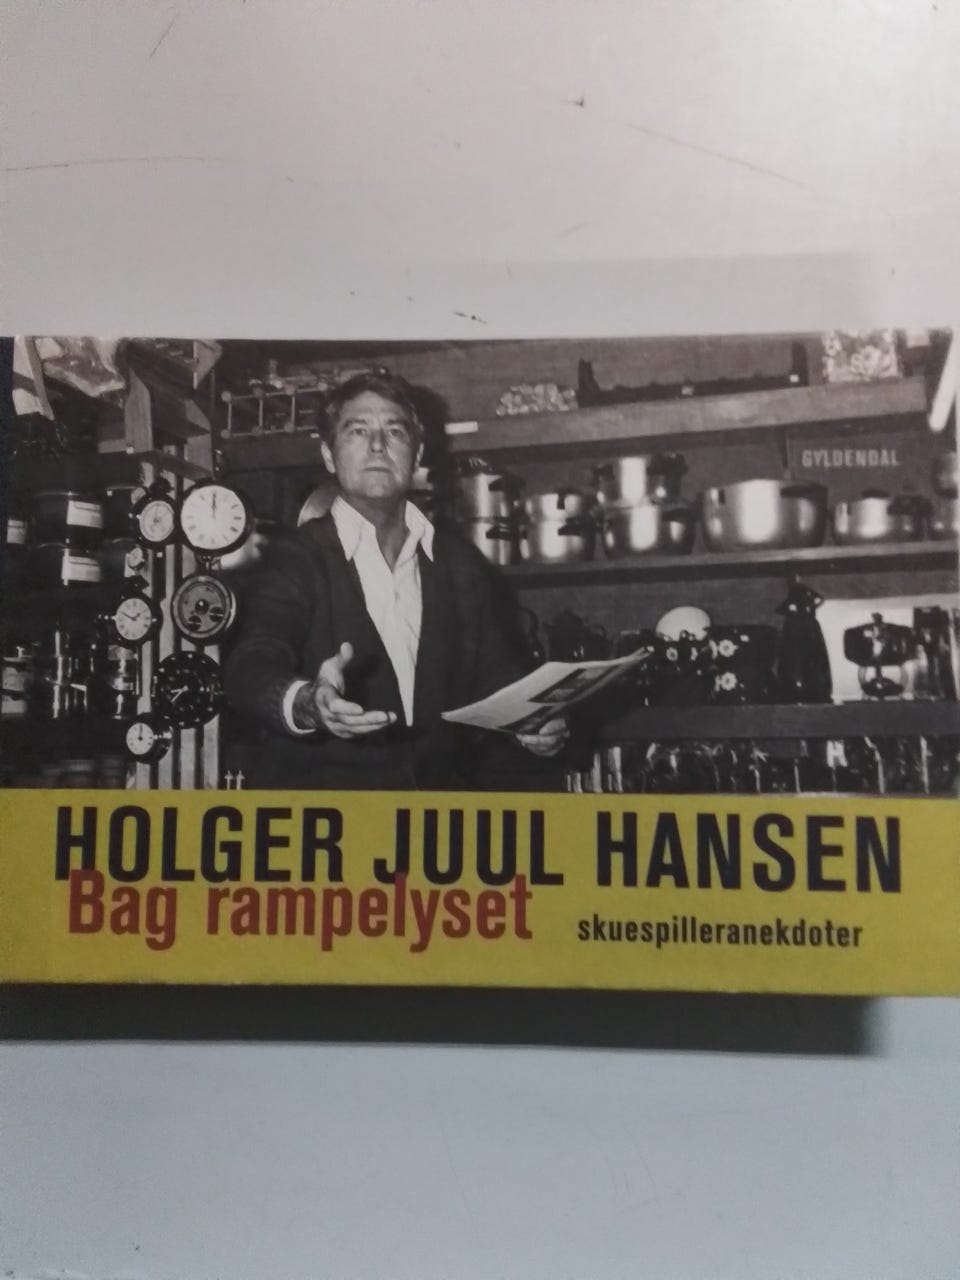 GYLDENDAL
HOLGER JUUL HANSEN
Bag rampelyset
skuespilleranekdoter